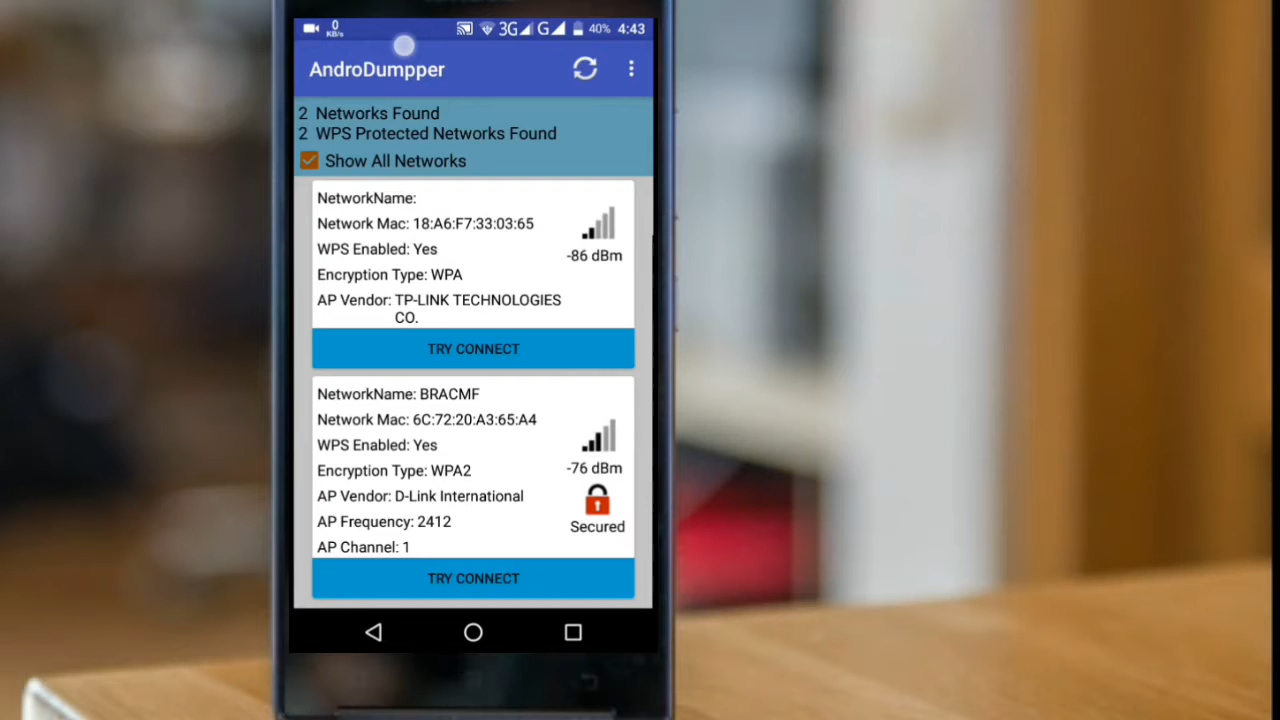 0
KB/s
3G G 40% 4:43
AndroDumpper
2 Networks Found
2 WPS Protected Networks Found
Show All Networks
NetworkName:
Network Mac: 18:A6:F7:33:03:65
WPS Enabled: Yes
-86 dBm
Encryption Type: WPA
AP Vendor: TP-LINK TECHNOLOGIES
CO.
TRY CONNECT
NetworkName: BRACMF
Network Mac: 6C:72:20:A3:65:A4
WPS Enabled: Yes
Encryption Type: WPA2
-76 dBm
AP Vendor: D-Link International
AP Frequency: 2412
Secured
AP Channel: 1
TRY CONNECT